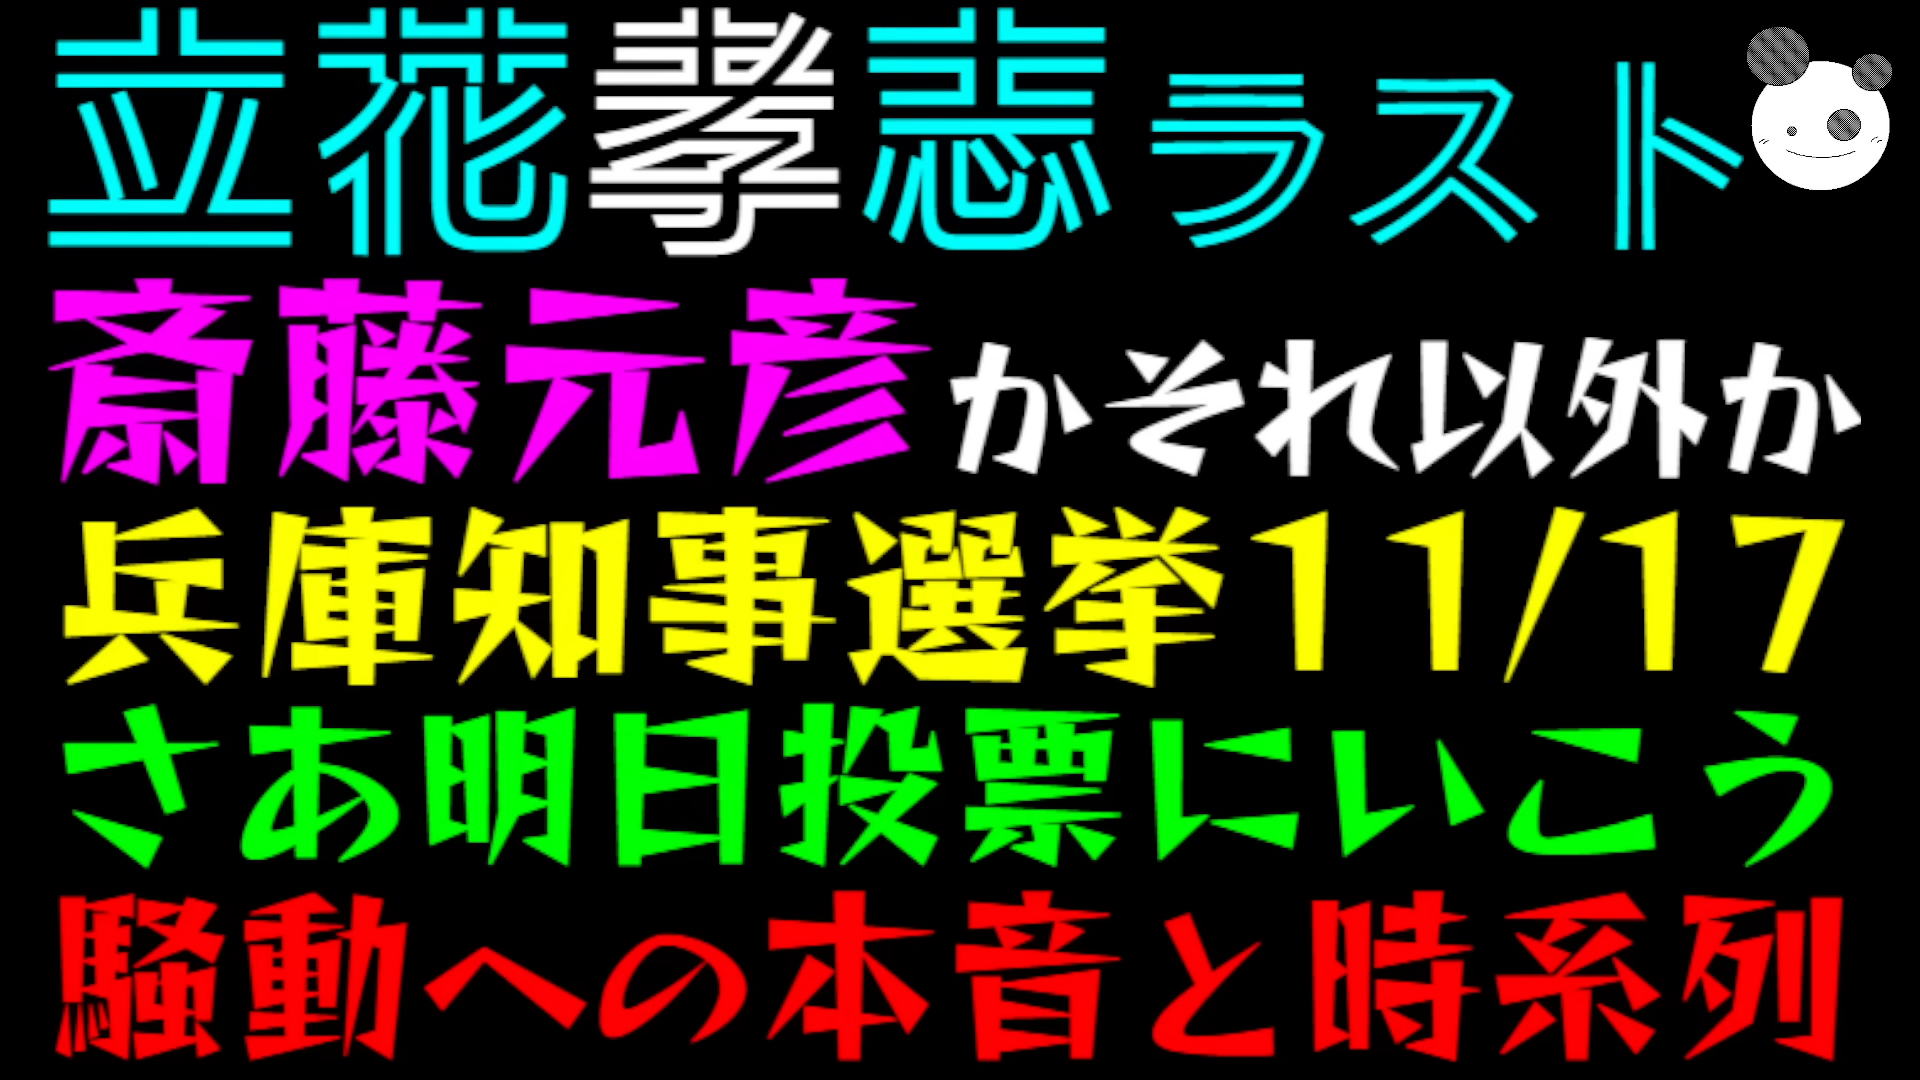 立花孝志ラスト
斎藤元彦かそれ以外か
兵庫知事選挙11/17
さあ明日投票にいこう
騒動への本音と時系列